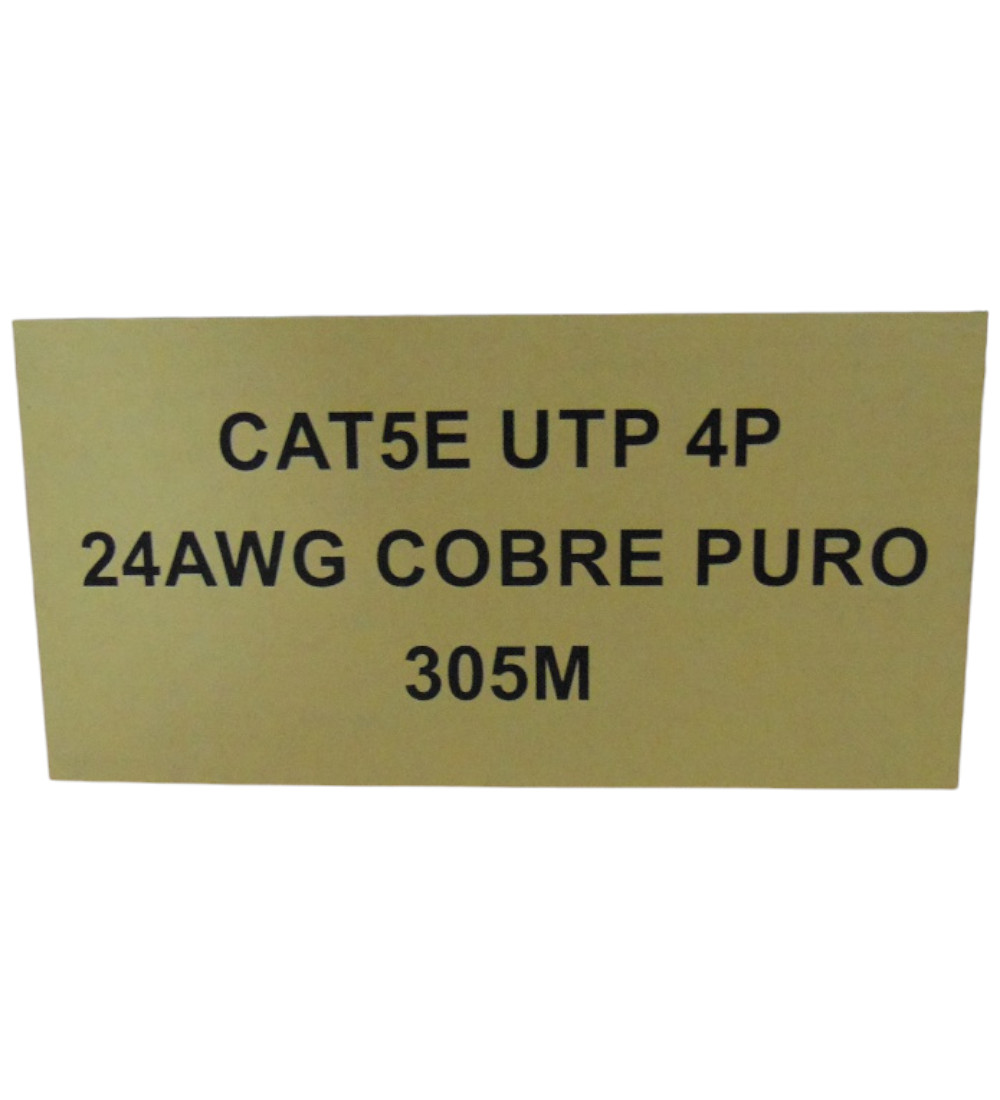 CAT5E UTP 4P
24AWG COBRE PURO
305M